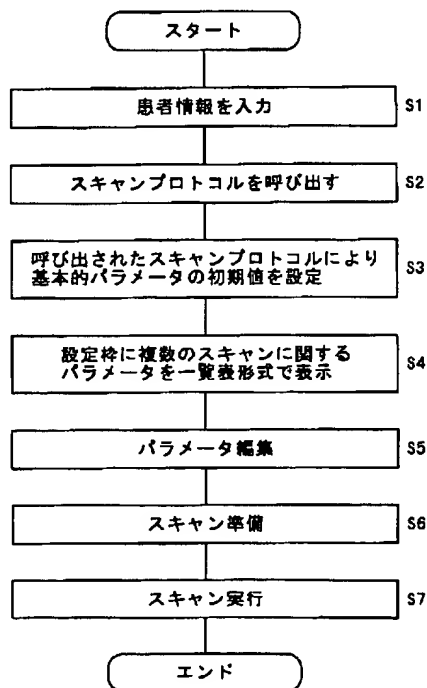 スタート
患者情報を入力 S1
スキャンプロトコルを呼び出す S2
呼び出されたスキャンプロトコルにより
基本的パラメータの初期値を設定 S3
設定枠に複数のスキャンに関する
パラメータを一覧表形式で表示 S4
パラメータ編集 S5
スキャン準備 S6
スキャン実行 S7
エンド